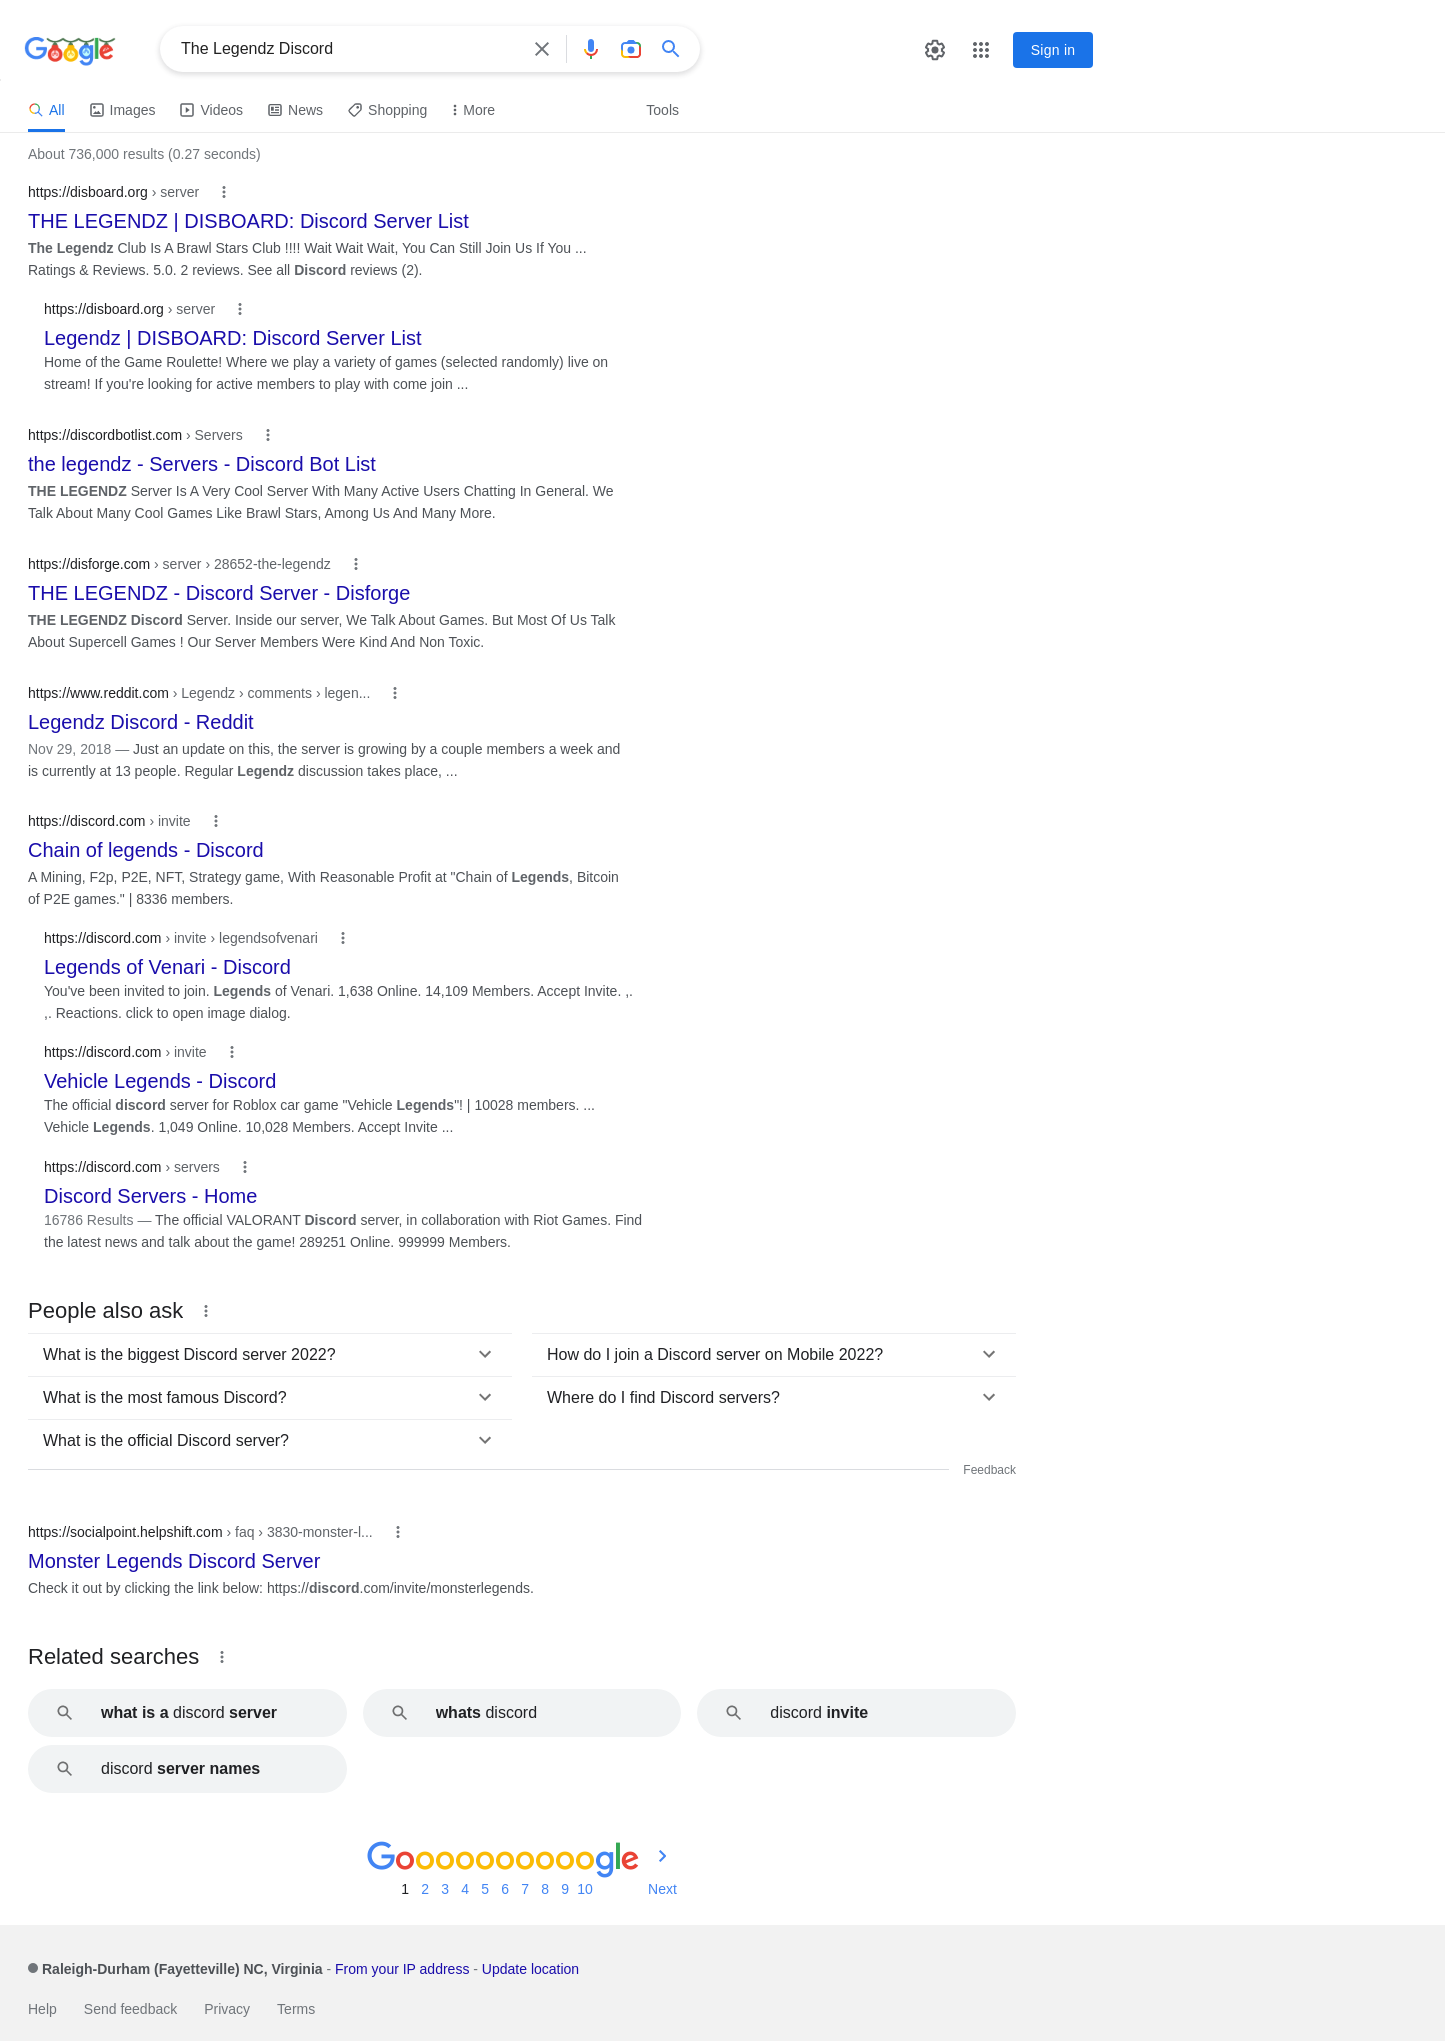 Google
The Legendz Discord
Sign in
All Images Videos News Shopping More Tools
About 736,000 results (0.27 seconds)
https://disboard.org › server
THE LEGENDZ | DISBOARD: Discord Server List
The Legendz Club Is A Brawl Stars Club !!!! Wait Wait Wait, You Can Still Join Us If You ...
Ratings & Reviews. 5.0. 2 reviews. See all Discord reviews (2).
https://disboard.org › server
Legendz | DISBOARD: Discord Server List
Home of the Game Roulette! Where we play a variety of games (selected randomly) live on
stream! If you're looking for active members to play with come join ...
https://discordbotlist.com › Servers
the legendz - Servers - Discord Bot List
THE LEGENDZ Server Is A Very Cool Server With Many Active Users Chatting In General. We
Talk About Many Cool Games Like Brawl Stars, Among Us And Many More.
https://disforge.com › server › 28652-the-legendz
THE LEGENDZ - Discord Server - Disforge
THE LEGENDZ Discord Server. Inside our server, We Talk About Games. But Most Of Us Talk
About Supercell Games ! Our Server Members Were Kind And Non Toxic.
https://www.reddit.com › Legendz › comments › legen...
Legendz Discord - Reddit
Nov 29, 2018 — Just an update on this, the server is growing by a couple members a week and
is currently at 13 people. Regular Legendz discussion takes place, ...
https://discord.com › invite
Chain of legends - Discord
A Mining, F2p, P2E, NFT, Strategy game, With Reasonable Profit at "Chain of Legends, Bitcoin
of P2E games." | 8336 members.
https://discord.com › invite › legendsofvenari
Legends of Venari - Discord
You've been invited to join. Legends of Venari. 1,638 Online. 14,109 Members. Accept Invite. ,.
,. Reactions. click to open image dialog.
https://discord.com › invite
Vehicle Legends - Discord
The official discord server for Roblox car game "Vehicle Legends"! | 10028 members. ...
Vehicle Legends. 1,049 Online. 10,028 Members. Accept Invite ...
https://discord.com › servers
Discord Servers - Home
16786 Results — The official VALORANT Discord server, in collaboration with Riot Games. Find
the latest news and talk about the game! 289251 Online. 999999 Members.
People also ask
What is the biggest Discord server 2022?
How do I join a Discord server on Mobile 2022?
What is the most famous Discord?
Where do I find Discord servers?
What is the official Discord server?
Feedback
https://socialpoint.helpshift.com › faq › 3830-monster-l...
Monster Legends Discord Server
Check it out by clicking the link below: https://discord.com/invite/monsterlegends.
Related searches
what is a discord server
whats discord
discord invite
discord server names
Goooooooooogle
1 2 3 4 5 6 7 8 9 10 Next
Raleigh-Durham (Fayetteville) NC, Virginia - From your IP address - Update location
Help Send feedback Privacy Terms